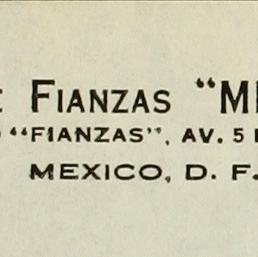 E FIANZAS "M
"FIANZAS", AV. 5
MEXICO, D. F.